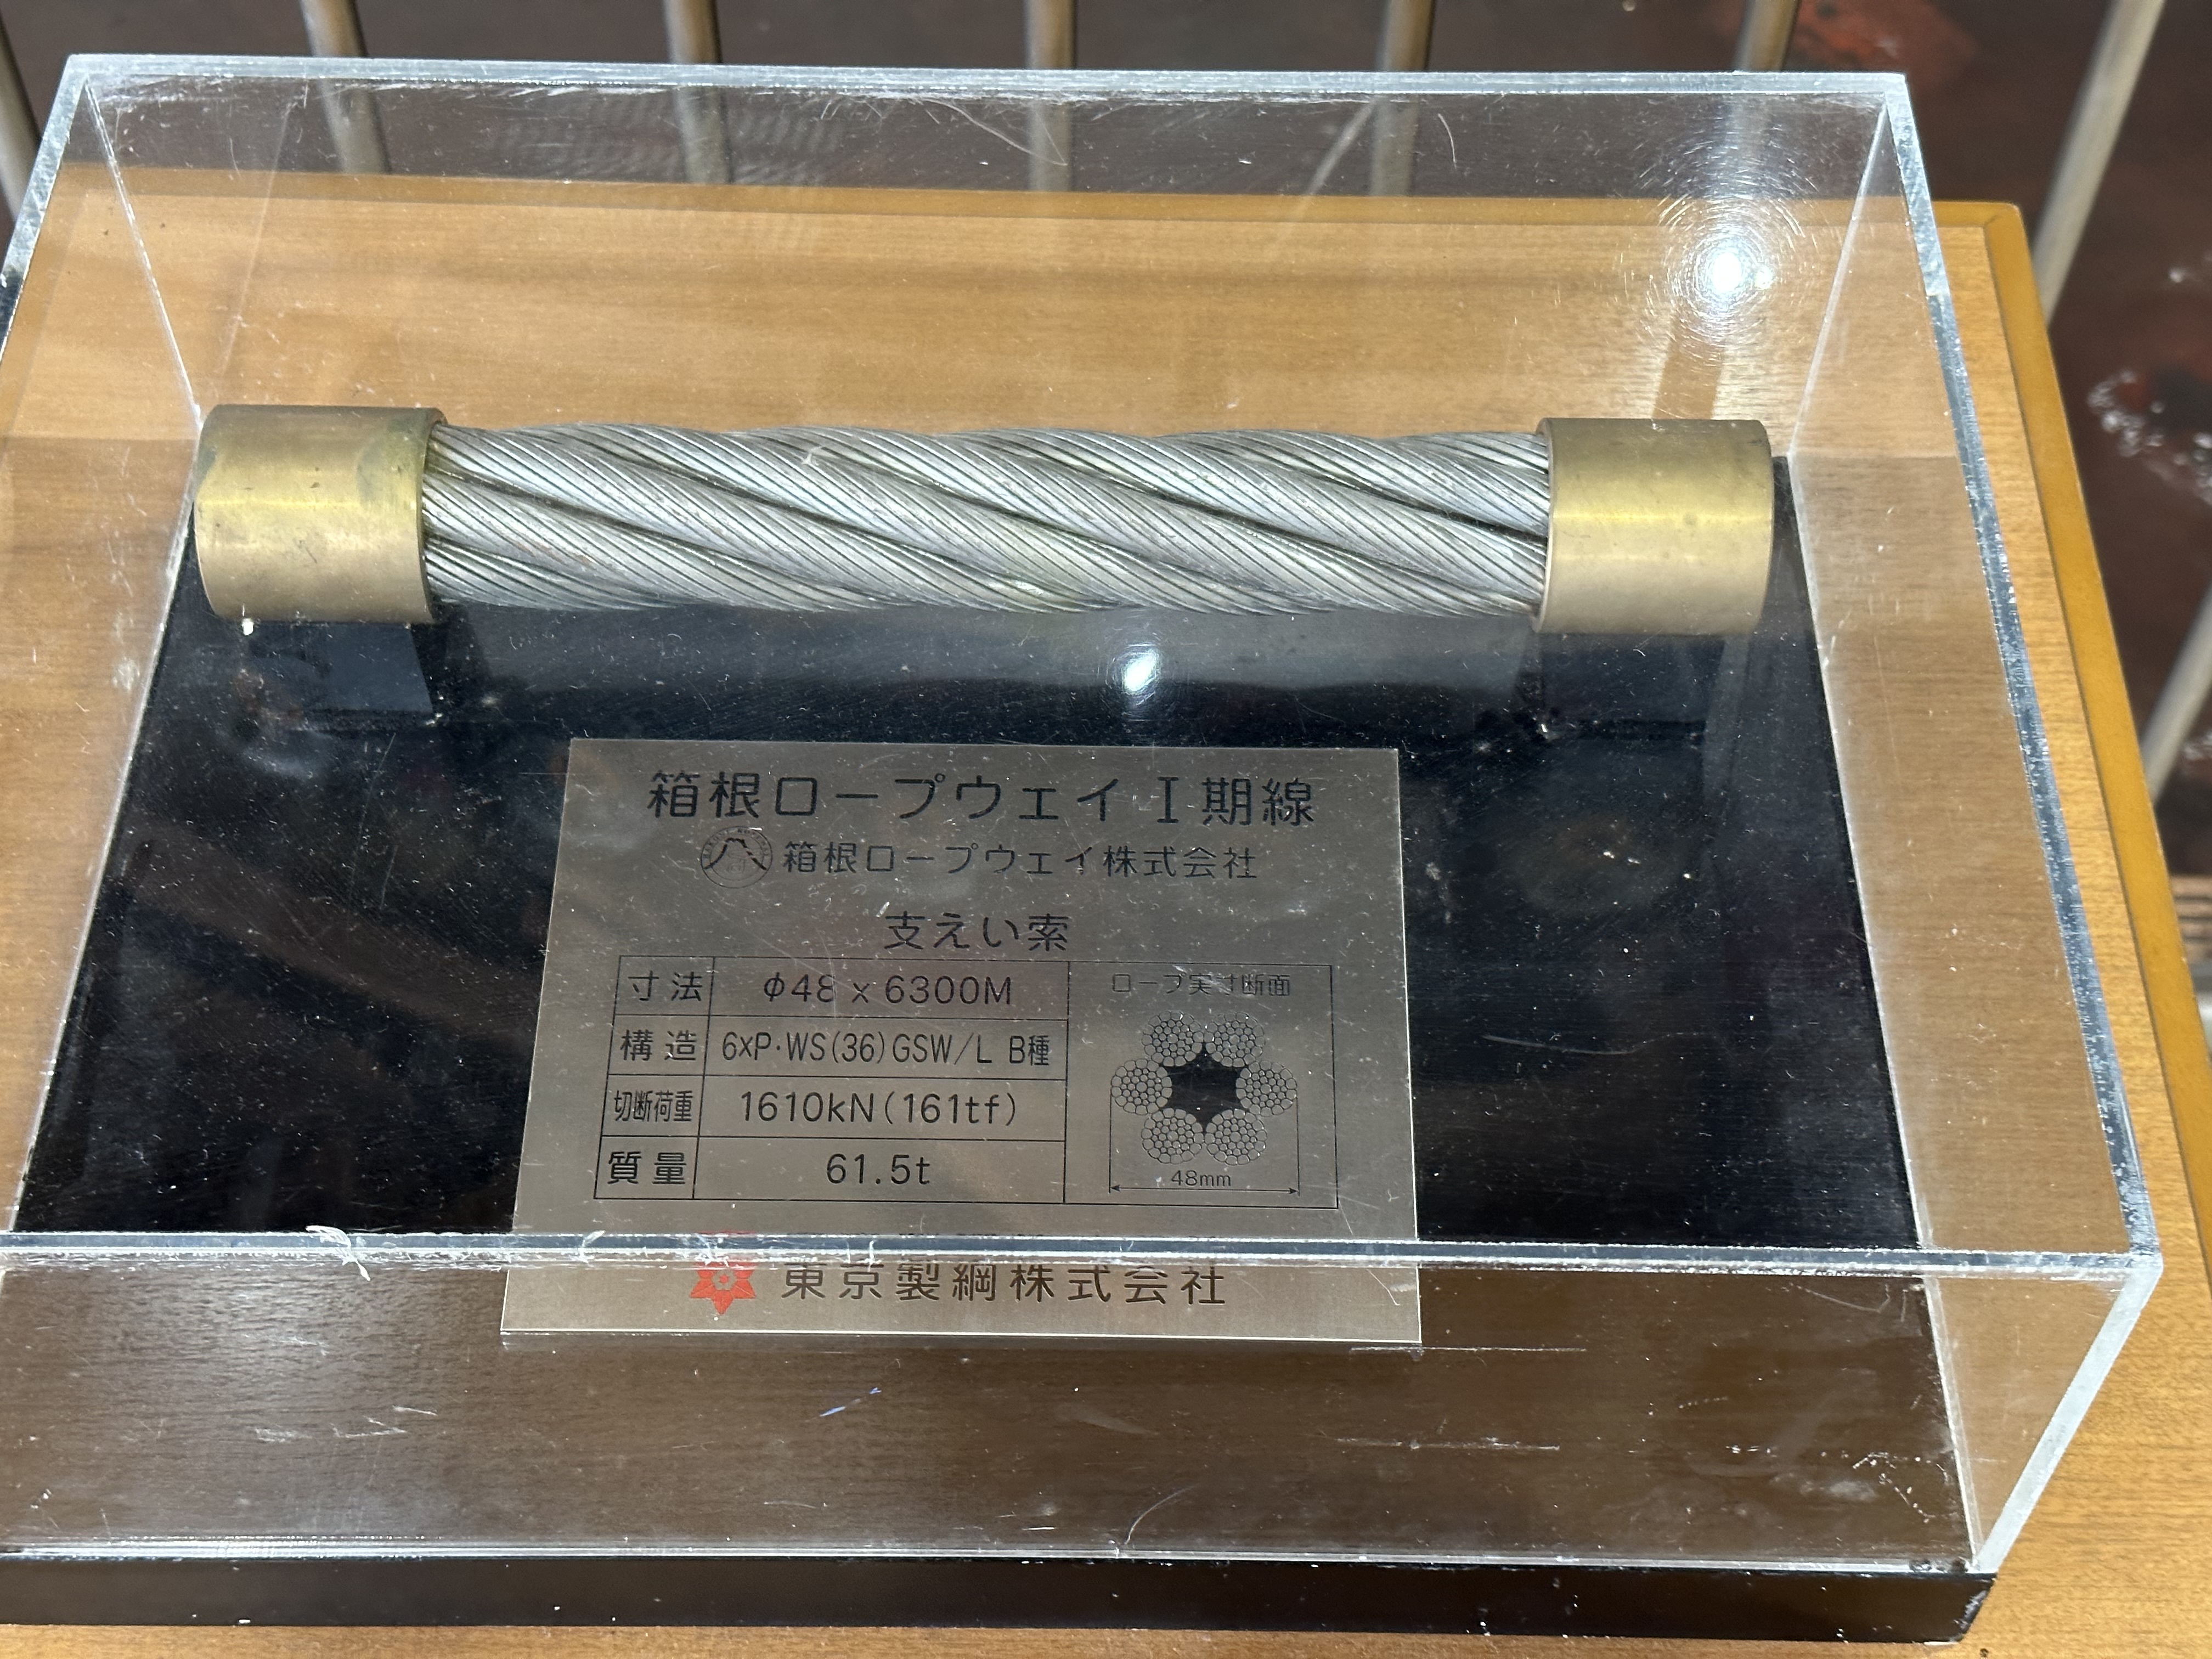 箱根ロープウェイⅠ期線
箱根ロープウェイ株式会社
支えい索
寸法 φ48 x 6300M
構造 6xP·WS(36)GSW/L B種
切断荷重 1610kN(161tf)
質量 61.5t
ロープ実寸断面
48mm
東京製綱株式会社